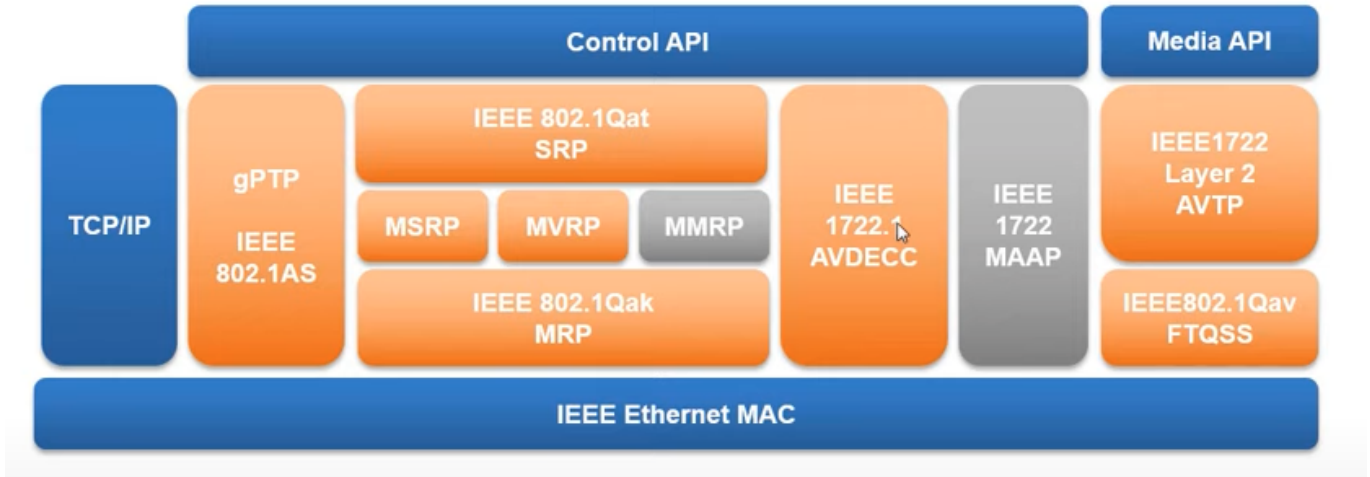 Control API
Media API
TCP/IP
gPTP
IEEE
802.1AS
IEEE 802.1Qat
SRP
MSRP
MVRP
MMRP
IEEE 802.1Qak
MRP
IEEE
1722.1
AVDECC
IEEE
1722
MAAP
IEEE1722
Layer 2
AVTP
IEEE802.1Qav
FTQSS
IEEE Ethernet MAC